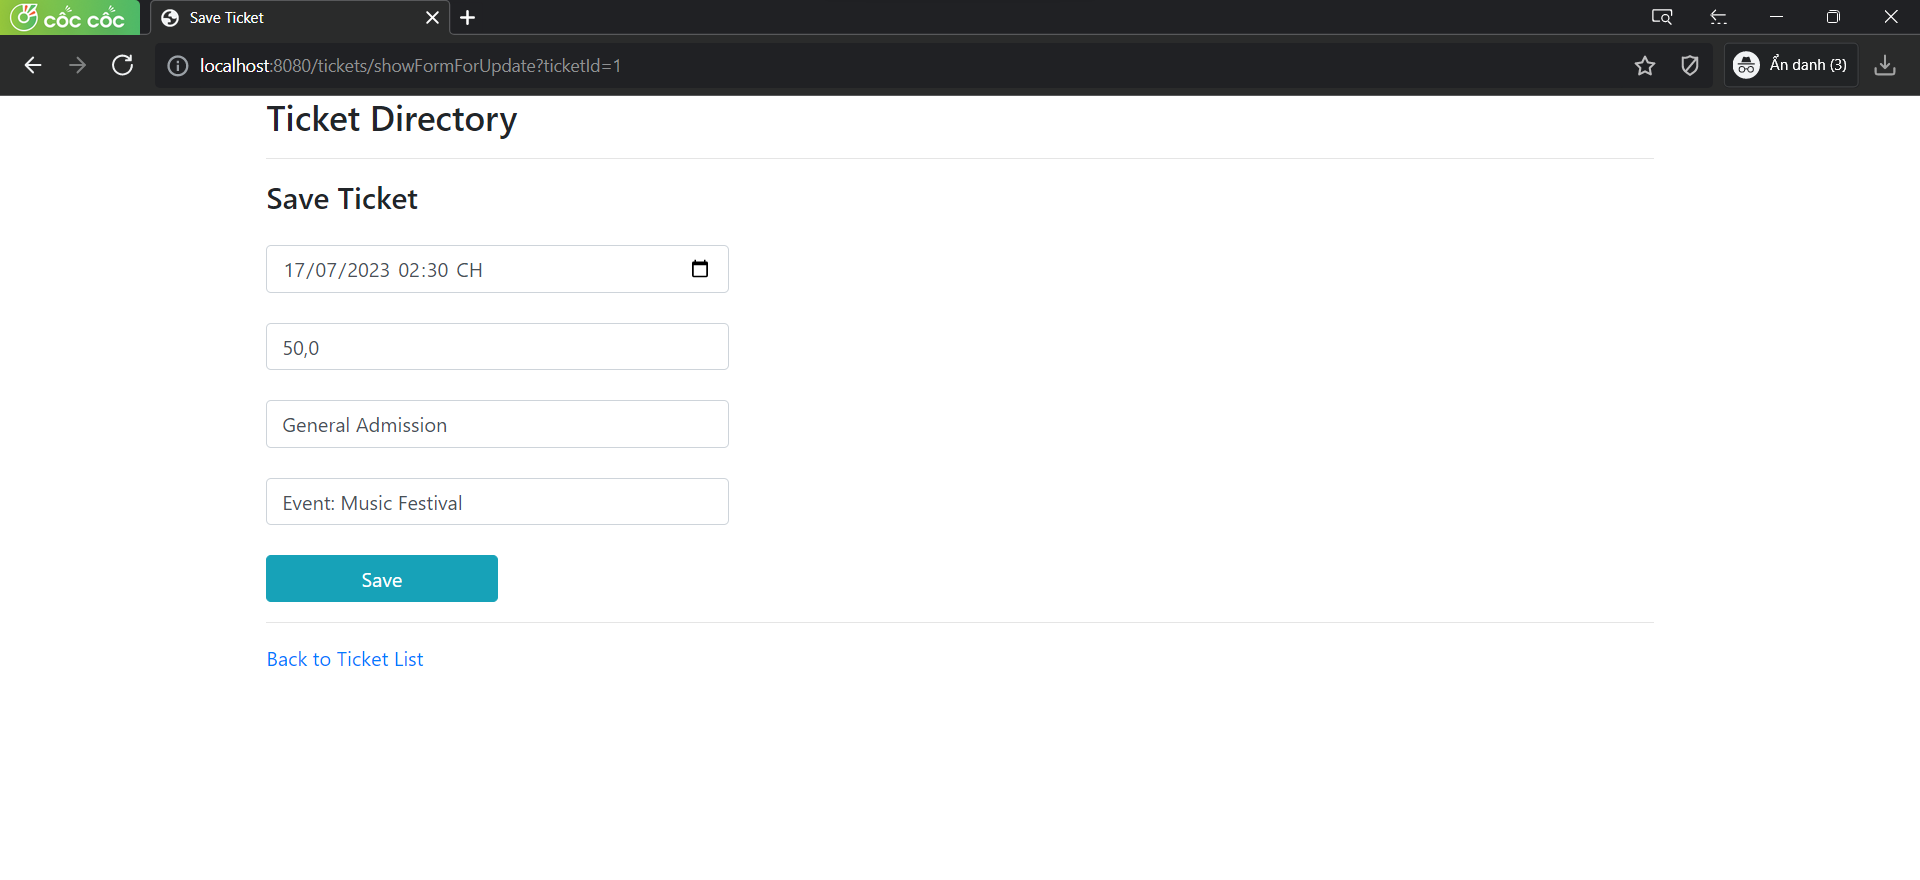 cốc cốc
Save Ticket
localhost:8080/tickets/showFormForUpdate?ticketId=1
Ẩn danh (3)
Ticket Directory
Save Ticket
17/07/2023 02:30 CH
50,0
General Admission
Event: Music Festival
Save
Back to Ticket List